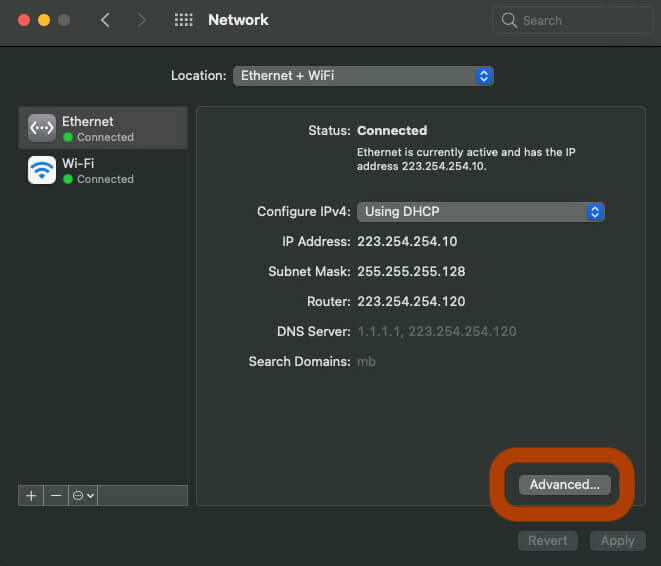 Network
Search
Location: Ethernet + WiFi
Ethernet
Connected
Wi-Fi
Connected
Status: Connected
Ethernet is currently active and has the IP
address 223.254.254.10.
Configure IPv4: Using DHCP
IP Address: 223.254.254.10
Subnet Mask: 255.255.255.128
Router: 223.254.254.120
DNS Server: 1.1.1.1, 223.254.254.120
Search Domains: mb
Advanced...
Revert Apply